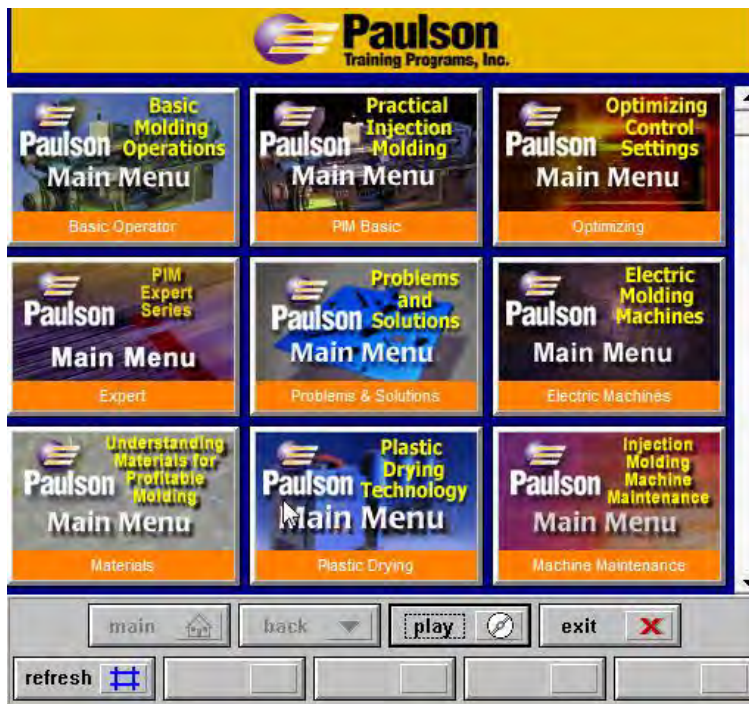 Paulson
Training Programs, Inc.
Basic
Molding
Operations
Paulson
Main Menu
Basic Operator
Practical
Injection
Molding
Paulson
Main Menu
PIM Basic
Optimizing
Control
Settings
Paulson
Main Menu
Optimizing
PIM
Expert
Series
Paulson
Main Menu
Expert
Problems
and
Solutions
Paulson
Main Menu
Problems & Solutions
Electric
Molding
Machines
Paulson
Main Menu
Electric Machines
Understanding
Materials for
Profitable
Molding
Paulson
Main Menu
Materials
Plastic
Drying
Technology
Paulson
Main Menu
Plastic Drying
Injection
Molding
Machine
Maintenance
Paulson
Main Menu
Machine Maintenance
main
back
play
exit
refresh